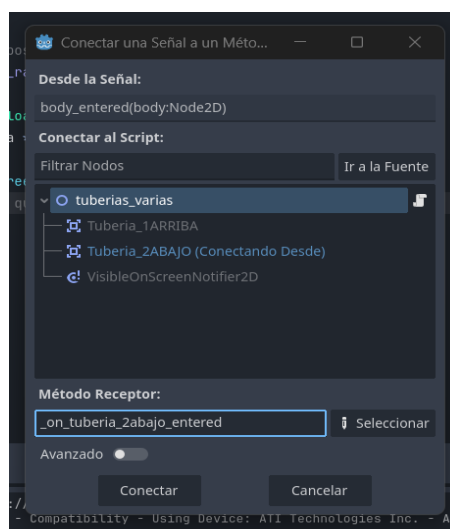 Conectar una Señal a un Méto...
Desde la Señal:
body_entered(body:Node2D)
Conectar al Script:
Filtrar Nodos
Ir a la Fuente
tuberias_varias
Tuberia_1ARRIBA
Tuberia_2ABAJO (Conectando Desde)
VisibleOnScreenNotifier2D
Método Receptor:
_on_tuberia_2abajo_entered
Seleccionar
Avanzado
Conectar
Cancelar
- Compatibility - Using Device: ATI Technologies Inc. - A